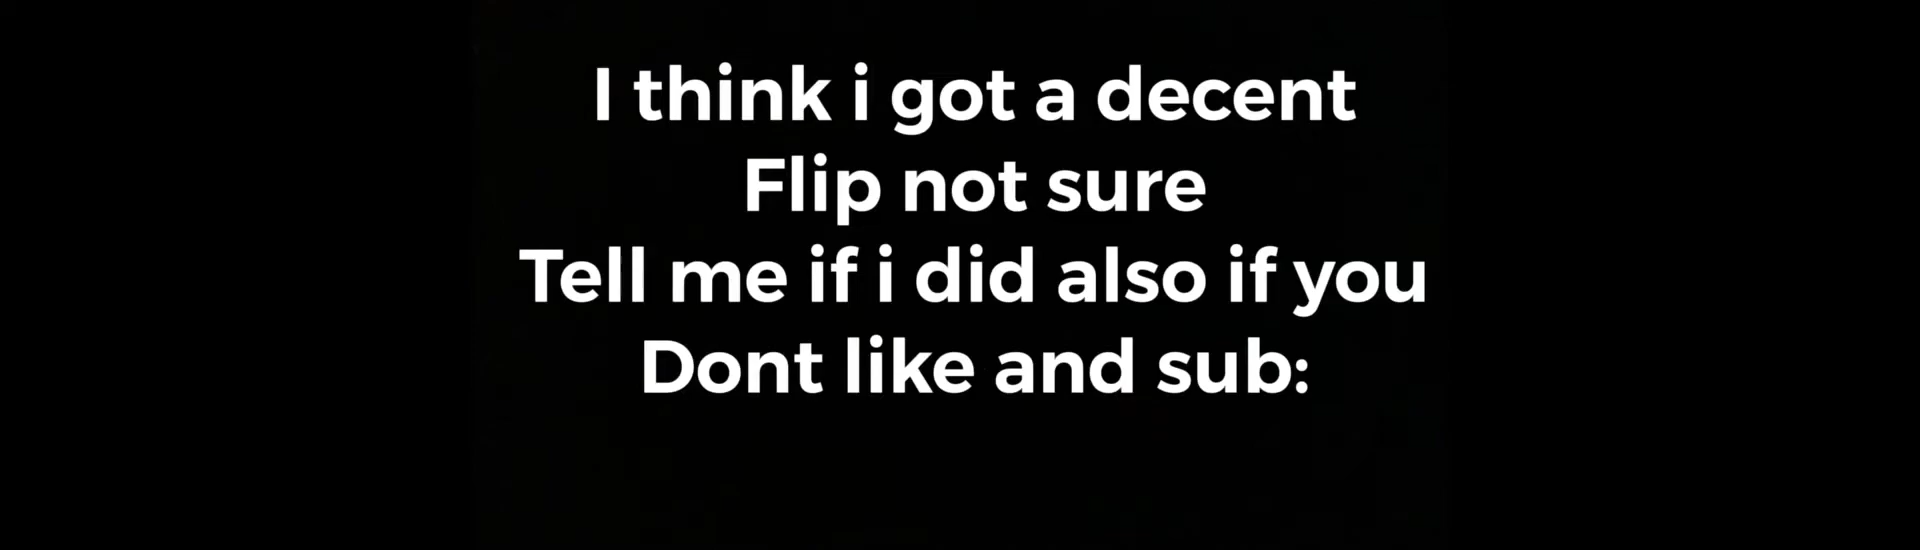 I think i got a decent
Flip not sure
Tell me if i did also if you
Dont like and sub: